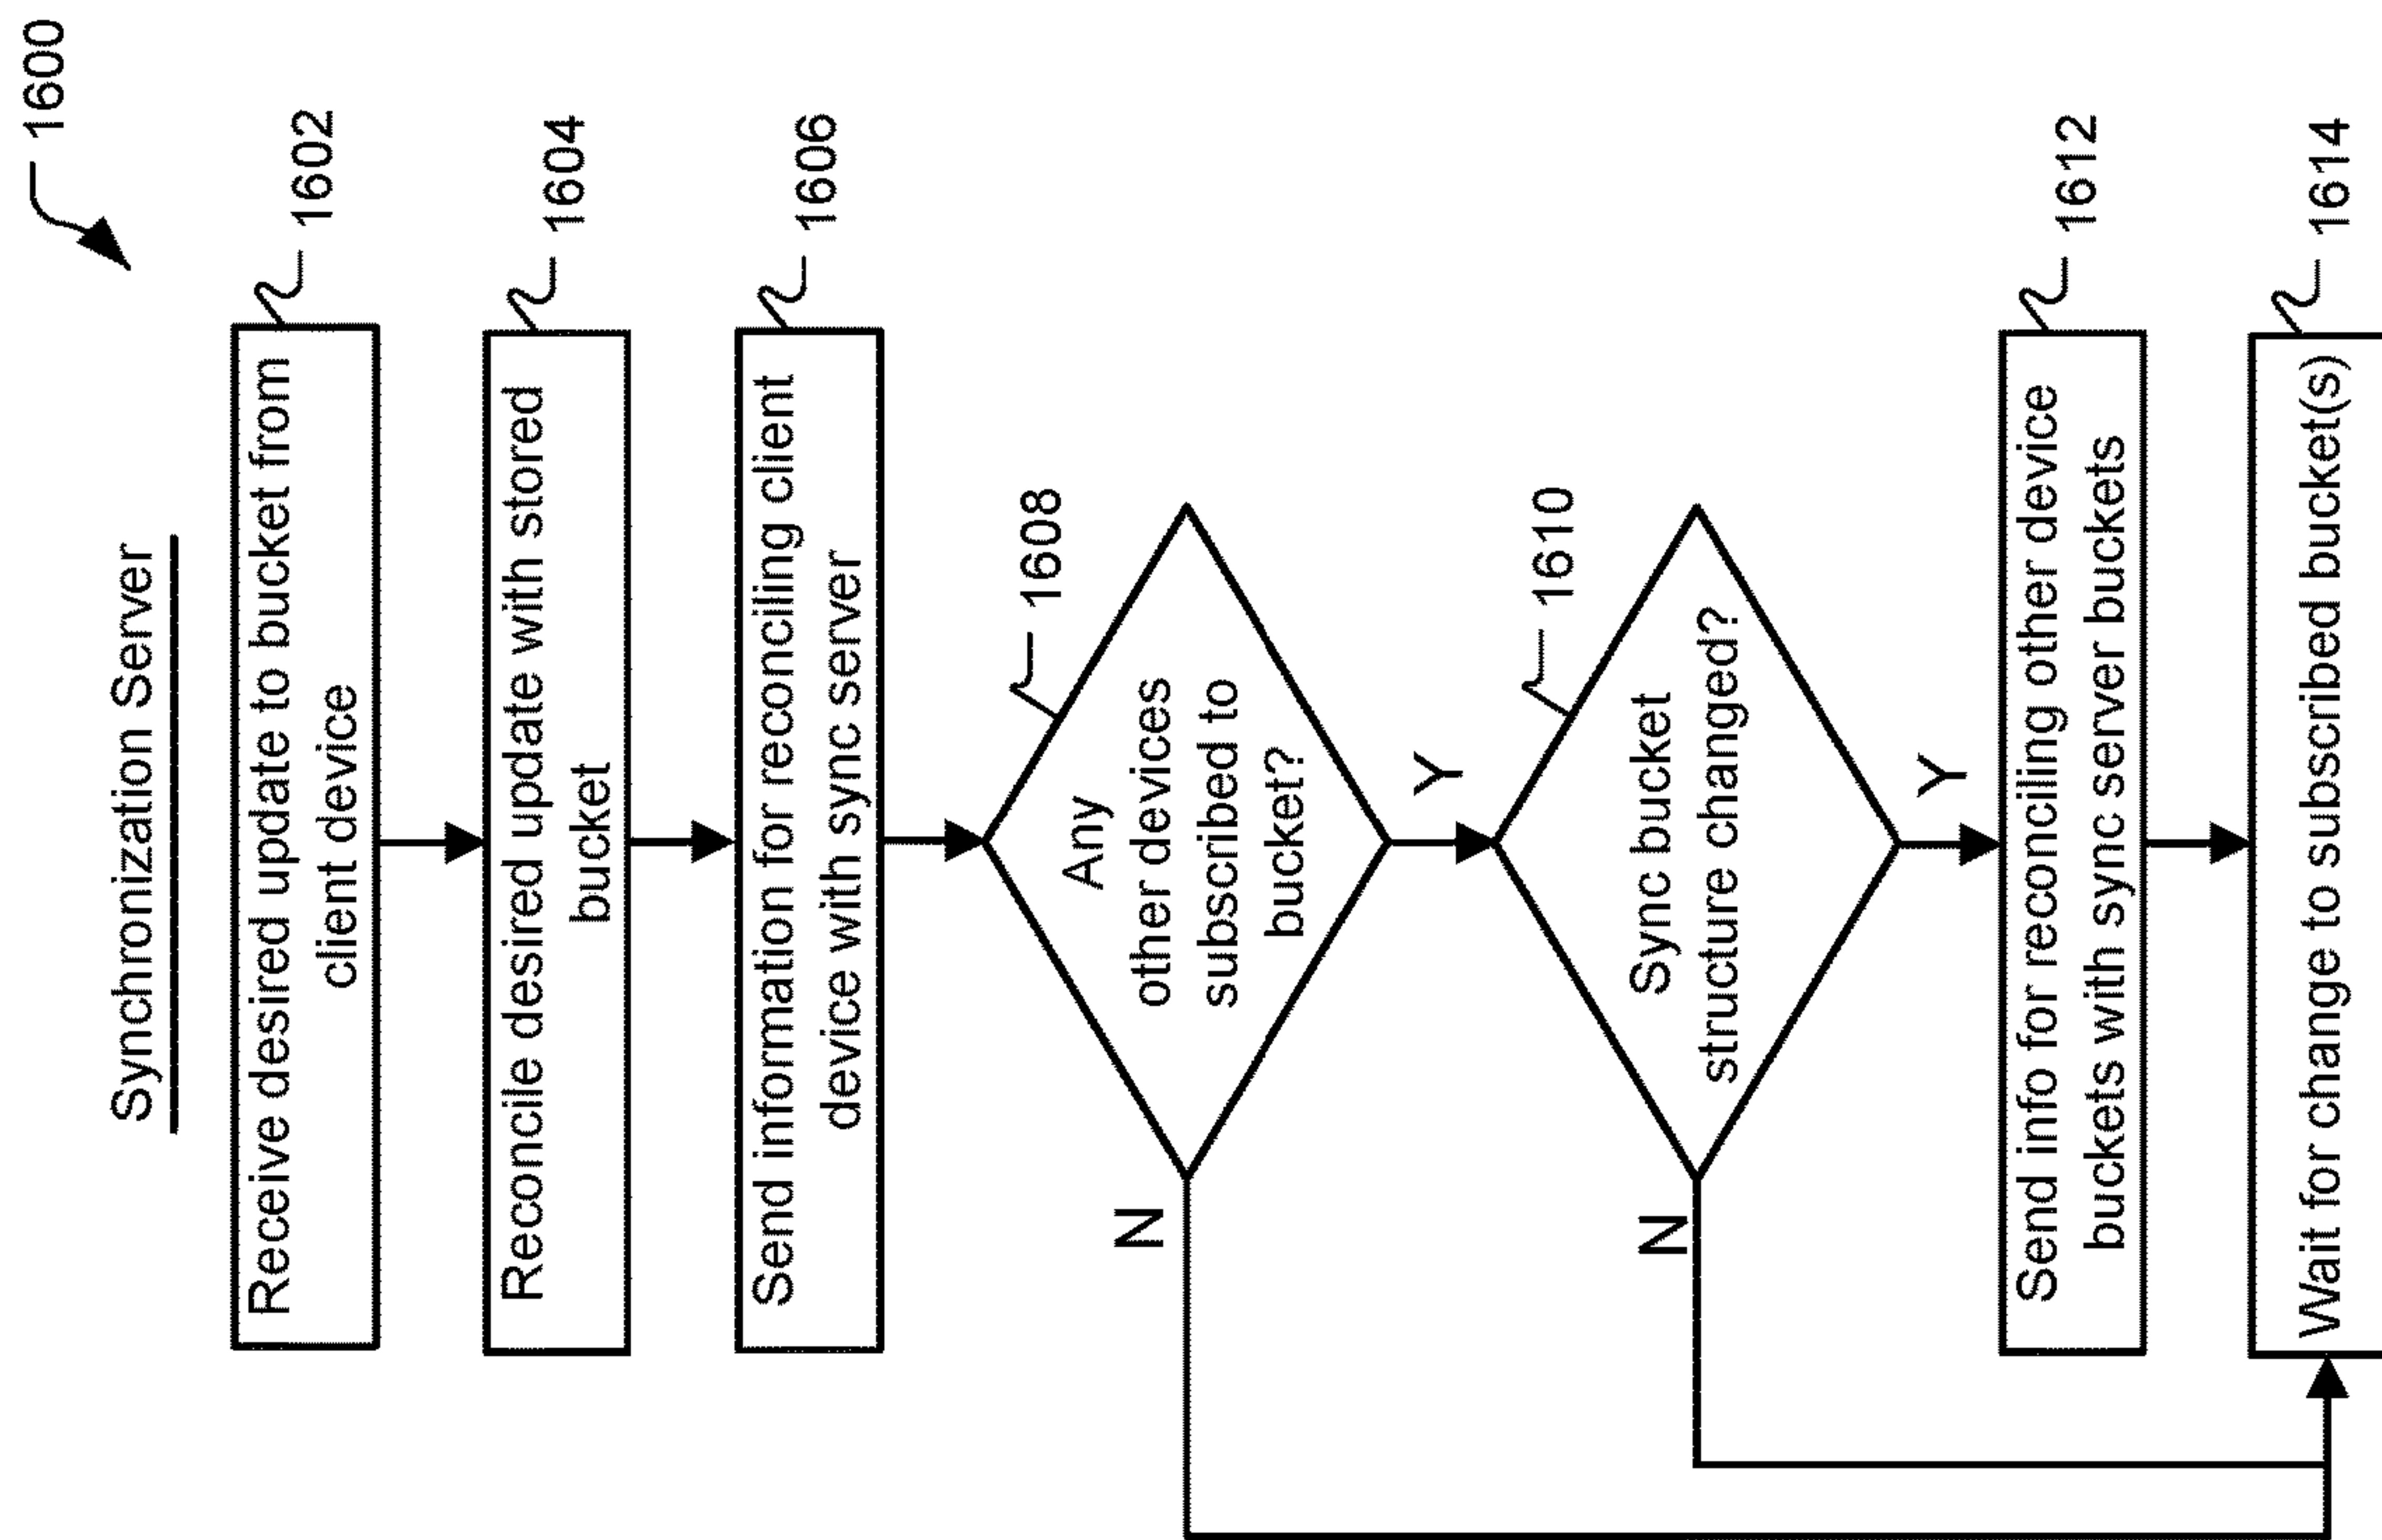 1600
Synchronization Server
Receive desired update to bucket from
client device
1602
Reconcile desired update with stored
bucket
1604
Send information for reconciling client
device with sync server
1606
Any
other devices
subscribed to
bucket?
1608
N
Y
Sync bucket
structure changed?
1610
N
Y
Send info for reconciling other device
buckets with sync server buckets
1612
Wait for change to subscribed bucket(s)
1614